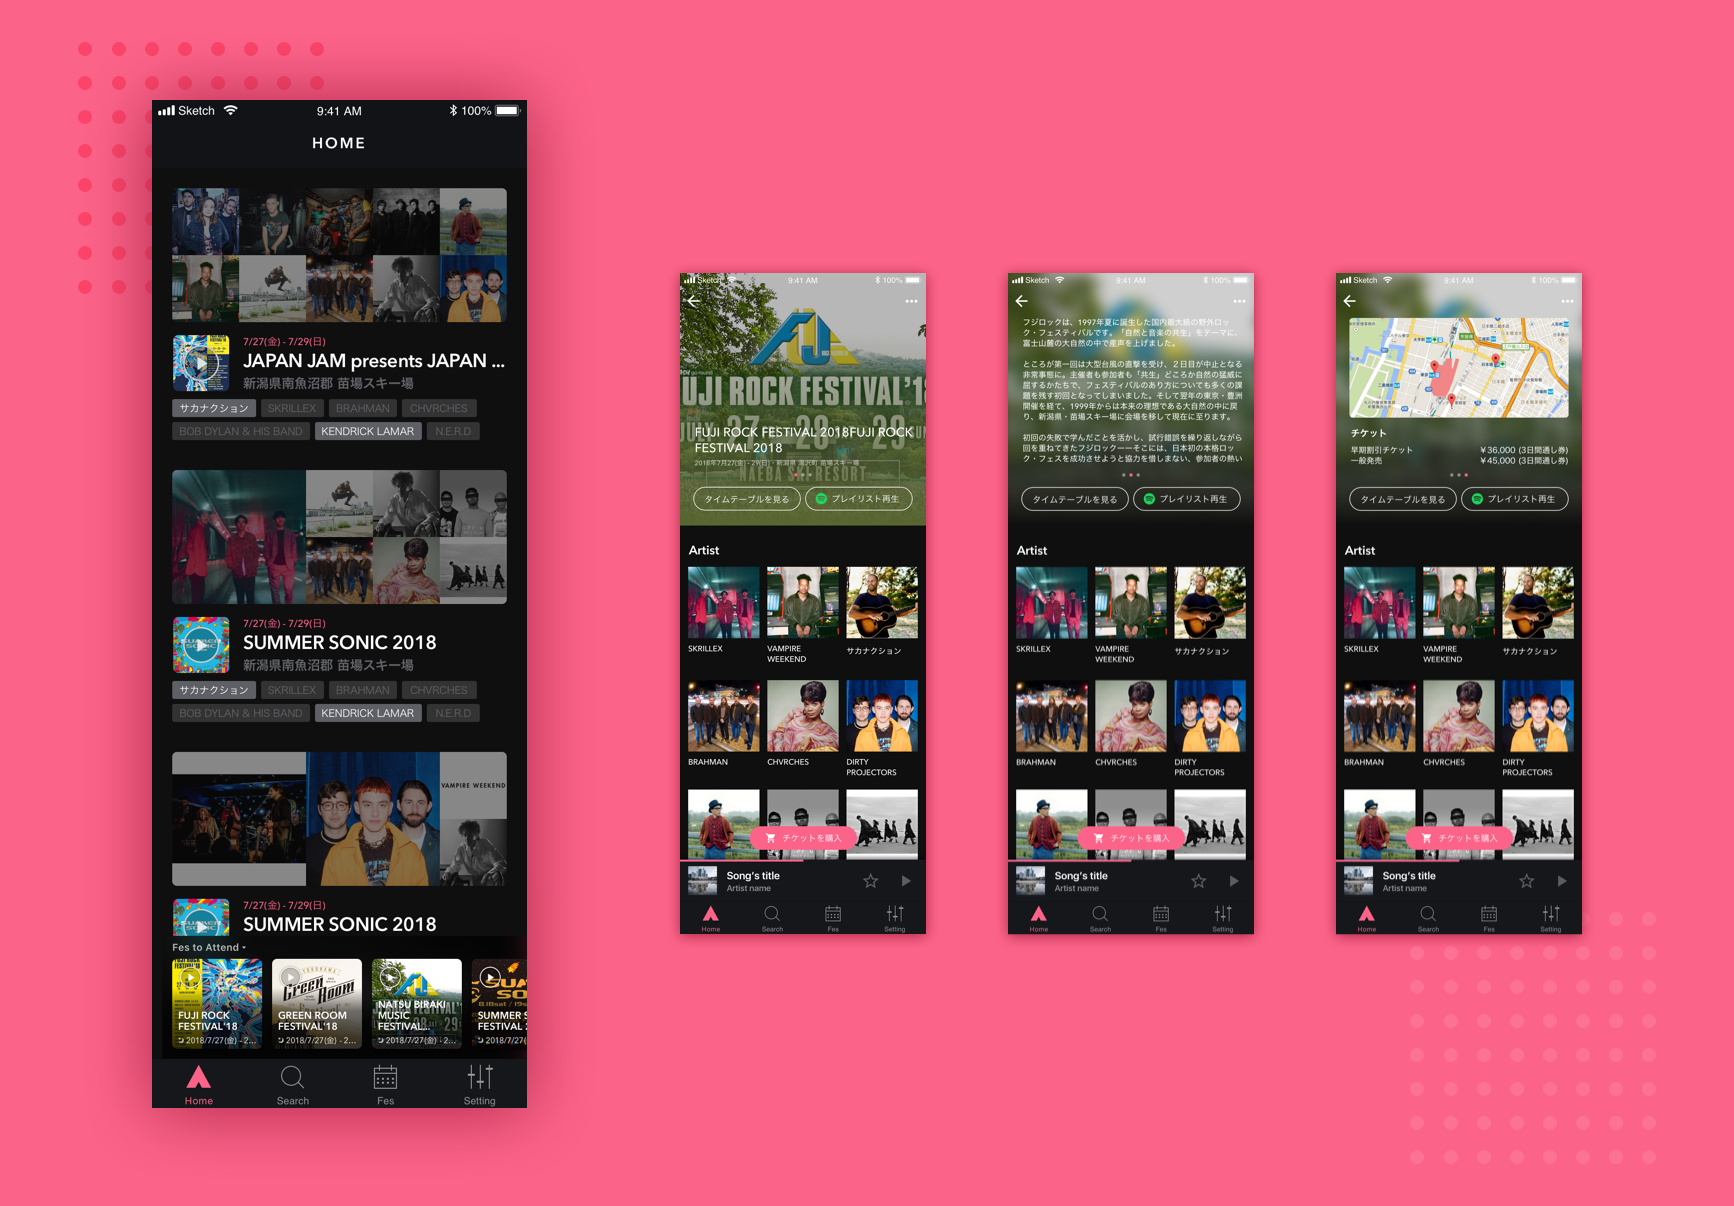 Sketch 9:41 AM 100%
HOME
7/27(金) - 7/29(日)
JAPAN JAM presents JAPAN ...
新潟県南魚沼郡 苗場スキー場
サカナクション SKRILLEX BRAHMAN CHVRCHES
BOB DYLAN & HIS BAND KENDRICK LAMAR N.E.R.D
7/27(金) - 7/29(日)
SUMMER SONIC 2018
新潟県南魚沼郡 苗場スキー場
サカナクション SKRILLEX BRAHMAN CHVRCHES
BOB DYLAN & HIS BAND KENDRICK LAMAR N.E.R.D
VAMPIRE WEEKEND
7/27(金) - 7/29(日)
SUMMER SONIC 2018
Fes to Attend
FUJI ROCK
FESTIVAL'18
2018/7/27(金) - 2...
GREEN ROOM
FESTIVAL'18
2018/7/27(金) - 2...
NATSU BIRAKI
MUSIC
FESTIVAL...
2018/7/27(金) - 2...
SUMMER S
FESTIVAL
2018/7/27(
Home Search Fes Setting
Sketch 9:41 AM 100%
FUJI ROCK FESTIVAL'18
FUJI ROCK FESTIVAL 2018FUJI ROCK
FESTIVAL 2018
2018年7月27(金) - 29(日)・新潟県 湯沢町 苗場スキー場
NAEBA SKI RESORT
タイムテーブルを見る プレイリスト再生
Artist
SKRILLEX
VAMPIRE
WEEKEND
サカナクション
BRAHMAN
CHVRCHES
DIRTY
PROJECTORS
チケットを購入
Song's title
Artist name
Home Search Fes Setting
Sketch 9:41 AM 100%
フジロックは、1997年夏に誕生した国内最大級の野外ロッ
ク・フェスティバルです。「自然と音楽の共生」をテーマに、
富士山麓の大自然の中で産声を上げました。
ところが第一回は大型台風の直撃を受け、2日目が中止となる
非常事態に。主催者も参加者も「共生」どころか自然の猛威に
屈するかたちで、フェスティバルのあり方についても多くの課
題を残す初回となってしまいました。そして翌年の東京・豊洲
開催を経て、1999年からは本来の理想である大自然の中に戻
り、新潟県・苗場スキー場に会場を移して現在に至ります。
初回の失敗で学んだことを活かし、試行錯誤を繰り返しながら
回を重ねてきたフジロックーーそこには、日本初の本格ロッ
ク・フェスを成功させようと協力を惜しまない、参加者の熱い
タイムテーブルを見る プレイリスト再生
Artist
SKRILLEX
VAMPIRE
WEEKEND
サカナクション
BRAHMAN
CHVRCHES
DIRTY
PROJECTORS
チケットを購入
Song's title
Artist name
Home Search Fes Setting
Sketch 9:41 AM 100%
チケット
早期割引チケット ¥36,000 (3日間通し券)
一般発売 ¥45,000 (3日間通し券)
タイムテーブルを見る プレイリスト再生
Artist
SKRILLEX
VAMPIRE
WEEKEND
サカナクション
BRAHMAN
CHVRCHES
DIRTY
PROJECTORS
チケットを購入
Song's title
Artist name
Home Search Fes Setting